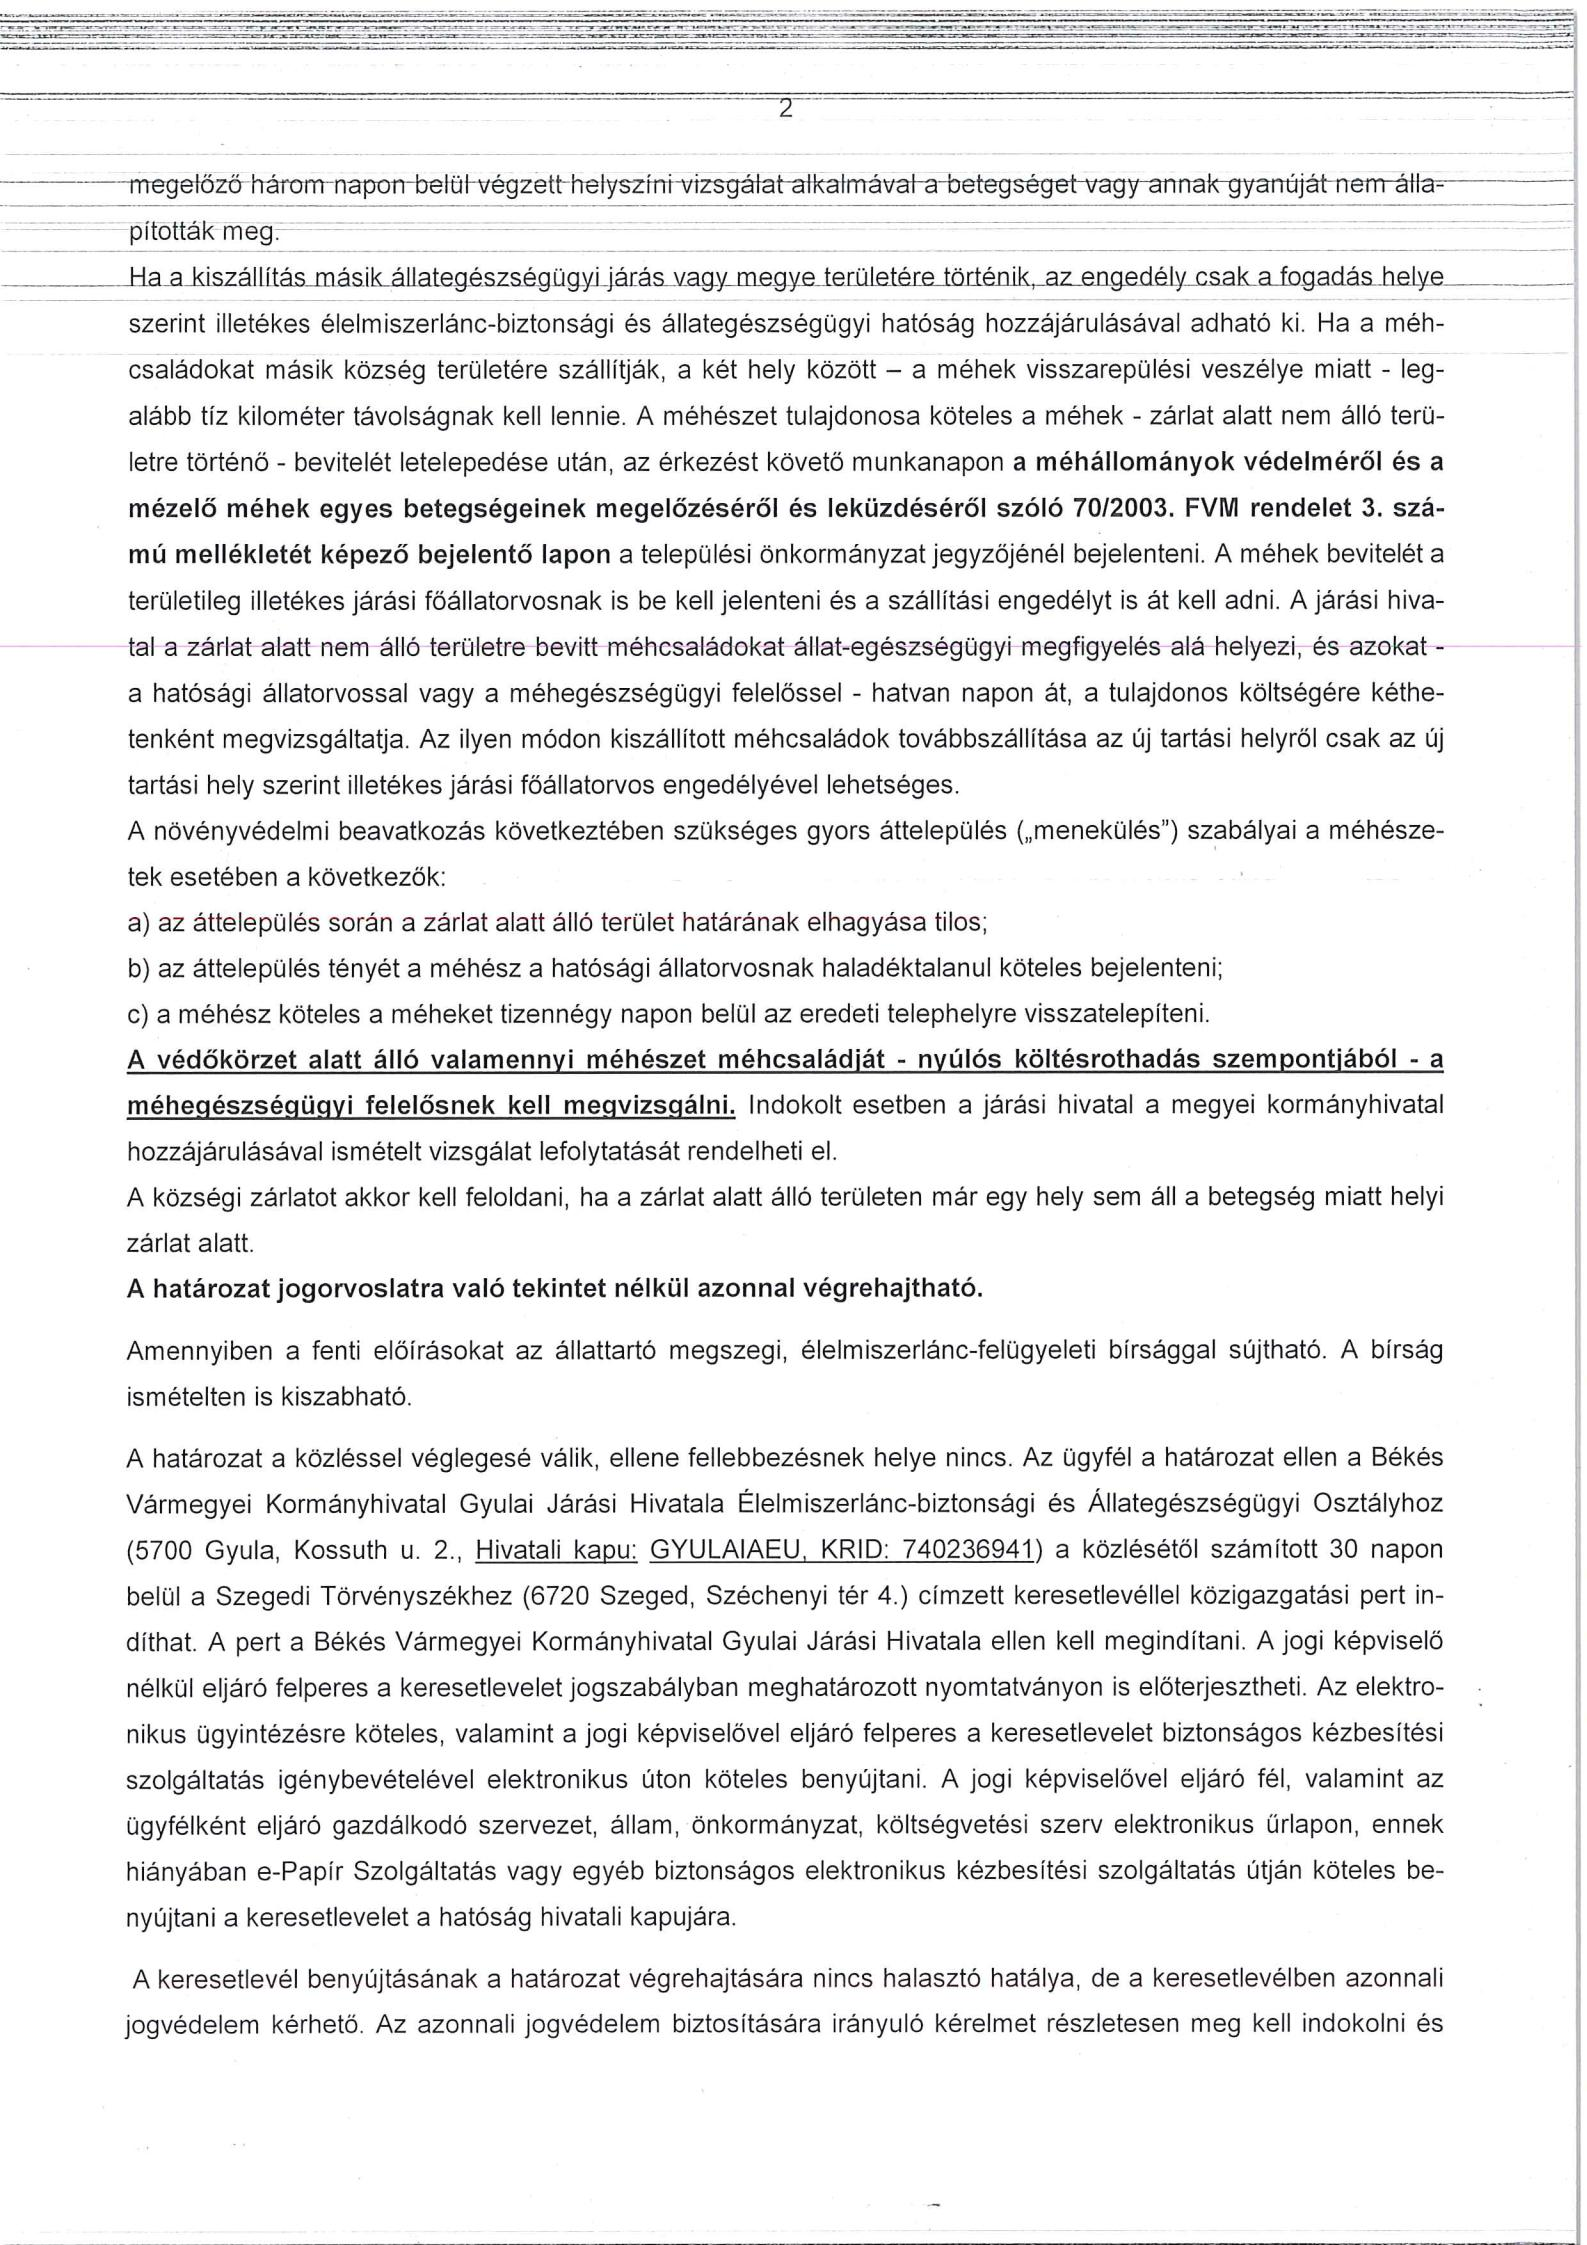 2
megelőző három napon belül végzett helyszíni vizsgálat alkalmával a betegséget vagy annak gyanúját nem álla-
pították meg.
Ha a kiszállítás másik állategészségügyi járás vagy megye területére történik, az engedély csak a fogadás helye
szerint illetékes élelmiszerlánc-biztonsági és állategészségügyi hatóság hozzájárulásával adható ki. Ha a méh-
családokat másik község területére szállítják, a két hely között – a méhek visszarepülési veszélye miatt - leg-
alább tíz kilométer távolságnak kell lennie. A méhészet tulajdonosa köteles a méhek - zárlat alatt nem álló terü-
letre történő - bevitelét letelepedése után, az érkezést követő munkanapon a méhállományok védelméről és a
mézelő méhek egyes betegségeinek megelőzéséről és leküzdéséről szóló 70/2003. FVM rendelet 3. szá-
mú mellékletét képező bejelentő lapon a települési önkormányzat jegyzőjénél bejelenteni. A méhek bevitelét a
területileg illetékes járási főállatorvosnak is be kell jelenteni és a szállítási engedélyt is át kell adni. A járási hiva-
tal a zárlat alatt nem álló területre bevitt méhcsaládokat állat-egészségügyi megfigyelés alá helyezi, és azokat -
a hatósági állatorvossal vagy a méhegészségügyi felelőssel - hatvan napon át, a tulajdonos költségére kéthe-
tenként megvizsgáltatja. Az ilyen módon kiszállított méhcsaládok továbbszállítása az új tartási helyről csak az új
tartási hely szerint illetékes járási főállatorvos engedélyével lehetséges.
A növényvédelmi beavatkozás következtében szükséges gyors áttelepülés („menekülés”) szabályai a méhésze-
tek esetében a következők:
a) az áttelepülés során a zárlat alatt álló terület határának elhagyása tilos;
b) az áttelepülés tényét a méhész a hatósági állatorvosnak haladéktalanul köteles bejelenteni;
c) a méhész köteles a méheket tizennégy napon belül az eredeti telephelyre visszatelepíteni.
A védőkörzet alatt álló valamennyi méhészet méhcsaládját - nyúlós költésrothadás szempontjából - a
méhegészségügyi felelősnek kell megvizsgálni. Indokolt esetben a járási hivatal a megyei kormányhivatal
hozzájárulásával ismételt vizsgálat lefolytatását rendelheti el.
A községi zárlatot akkor kell feloldani, ha a zárlat alatt álló területen már egy hely sem áll a betegség miatt helyi
zárlat alatt.
A határozat jogorvoslatra való tekintet nélkül azonnal végrehajtható.
Amennyiben a fenti előírásokat az állattartó megszegi, élelmiszerlánc-felügyeleti bírsággal sújtható. A bírság
ismételten is kiszabható.
A határozat a közléssel véglegesé válik, ellene fellebbezésnek helye nincs. Az ügyfél a határozat ellen a Békés
Vármegyei Kormányhivatal Gyulai Járási Hivatala Élelmiszerlánc-biztonsági és Állategészségügyi Osztályhoz
(5700 Gyula, Kossuth u. 2., Hivatali kapu: GYULAIAEU, KRID: 740236941) a közlésétől számított 30 napon
belül a Szegedi Törvényszékhez (6720 Szeged, Széchenyi tér 4.) címzett keresetlevéllel közigazgatási pert in-
díthat. A pert a Békés Vármegyei Kormányhivatal Gyulai Járási Hivatala ellen kell megindítani. A jogi képviselő
nélkül eljáró felperes a keresetlevelet jogszabályban meghatározott nyomtatványon is előterjesztheti. Az elektro-
nikus ügyintézésre köteles, valamint a jogi képviselővel eljáró felperes a keresetlevelet biztonságos kézbesítési
szolgáltatás igénybevételével elektronikus úton köteles benyújtani. A jogi képviselővel eljáró fél, valamint az
ügyfélként eljáró gazdálkodó szervezet, állam, önkormányzat, költségvetési szerv elektronikus űrlapon, ennek
hiányában e-Papír Szolgáltatás vagy egyéb biztonságos elektronikus kézbesítési szolgáltatás útján köteles be-
nyújtani a keresetlevelet a hatóság hivatali kapujára.
A keresetlevél benyújtásának a határozat végrehajtására nincs halasztó hatálya, de a keresetlevélben azonnali
jogvédelem kérhető. Az azonnali jogvédelem biztosítására irányuló kérelmet részletesen meg kell indokolni és